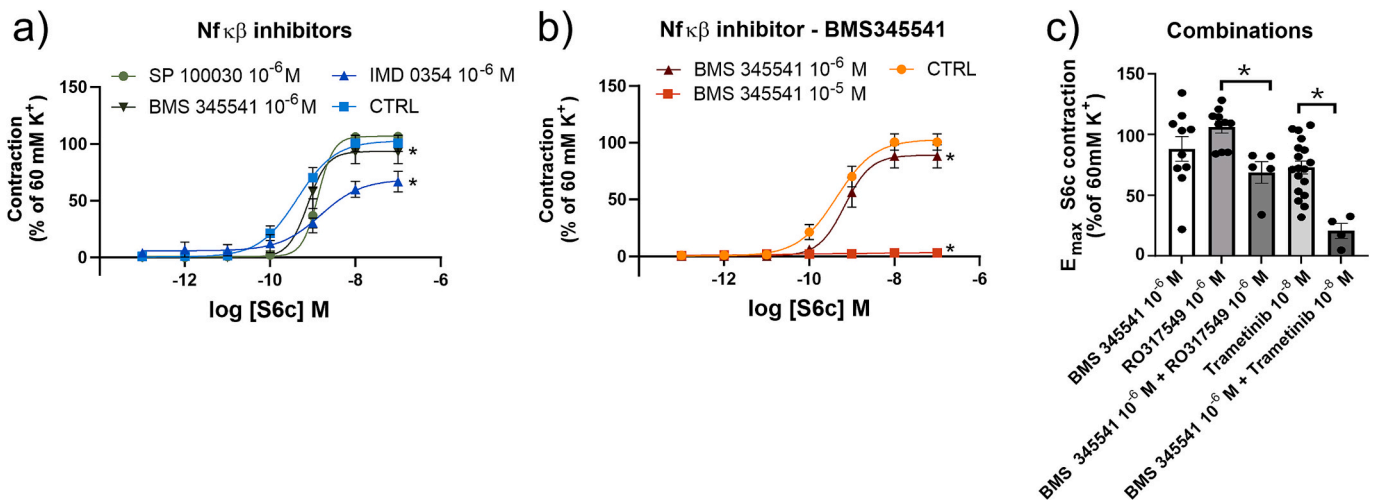 a)
Nfκβ inhibitors
SP 100030 10⁻⁶ M
IMD 0354 10⁻⁶ M
BMS 345541 10⁻⁶ M
CTRL
Contraction
(% of 60 mM K⁺)
150
100
50
0
*
*
-12
-10
-8
-6
log [S6c] M
b)
Nfκβ inhibitor - BMS345541
BMS 345541 10⁻⁶ M
CTRL
BMS 345541 10⁻⁵ M
Contraction
(% of 60 mM K⁺)
150
100
50
0
*
*
-12
-10
-8
-6
log [S6c] M
c)
Combinations
E_max S6c contraction
(%of 60mM K⁺)
150
100
50
0
*
*
BMS 345541 10⁻⁶ M
RO317549 10⁻⁶ M
BMS 345541 10⁻⁶ M + RO317549 10⁻⁶ M
Trametinib 10⁻⁸ M
BMS 345541 10⁻⁶ M + Trametinib 10⁻⁸ M